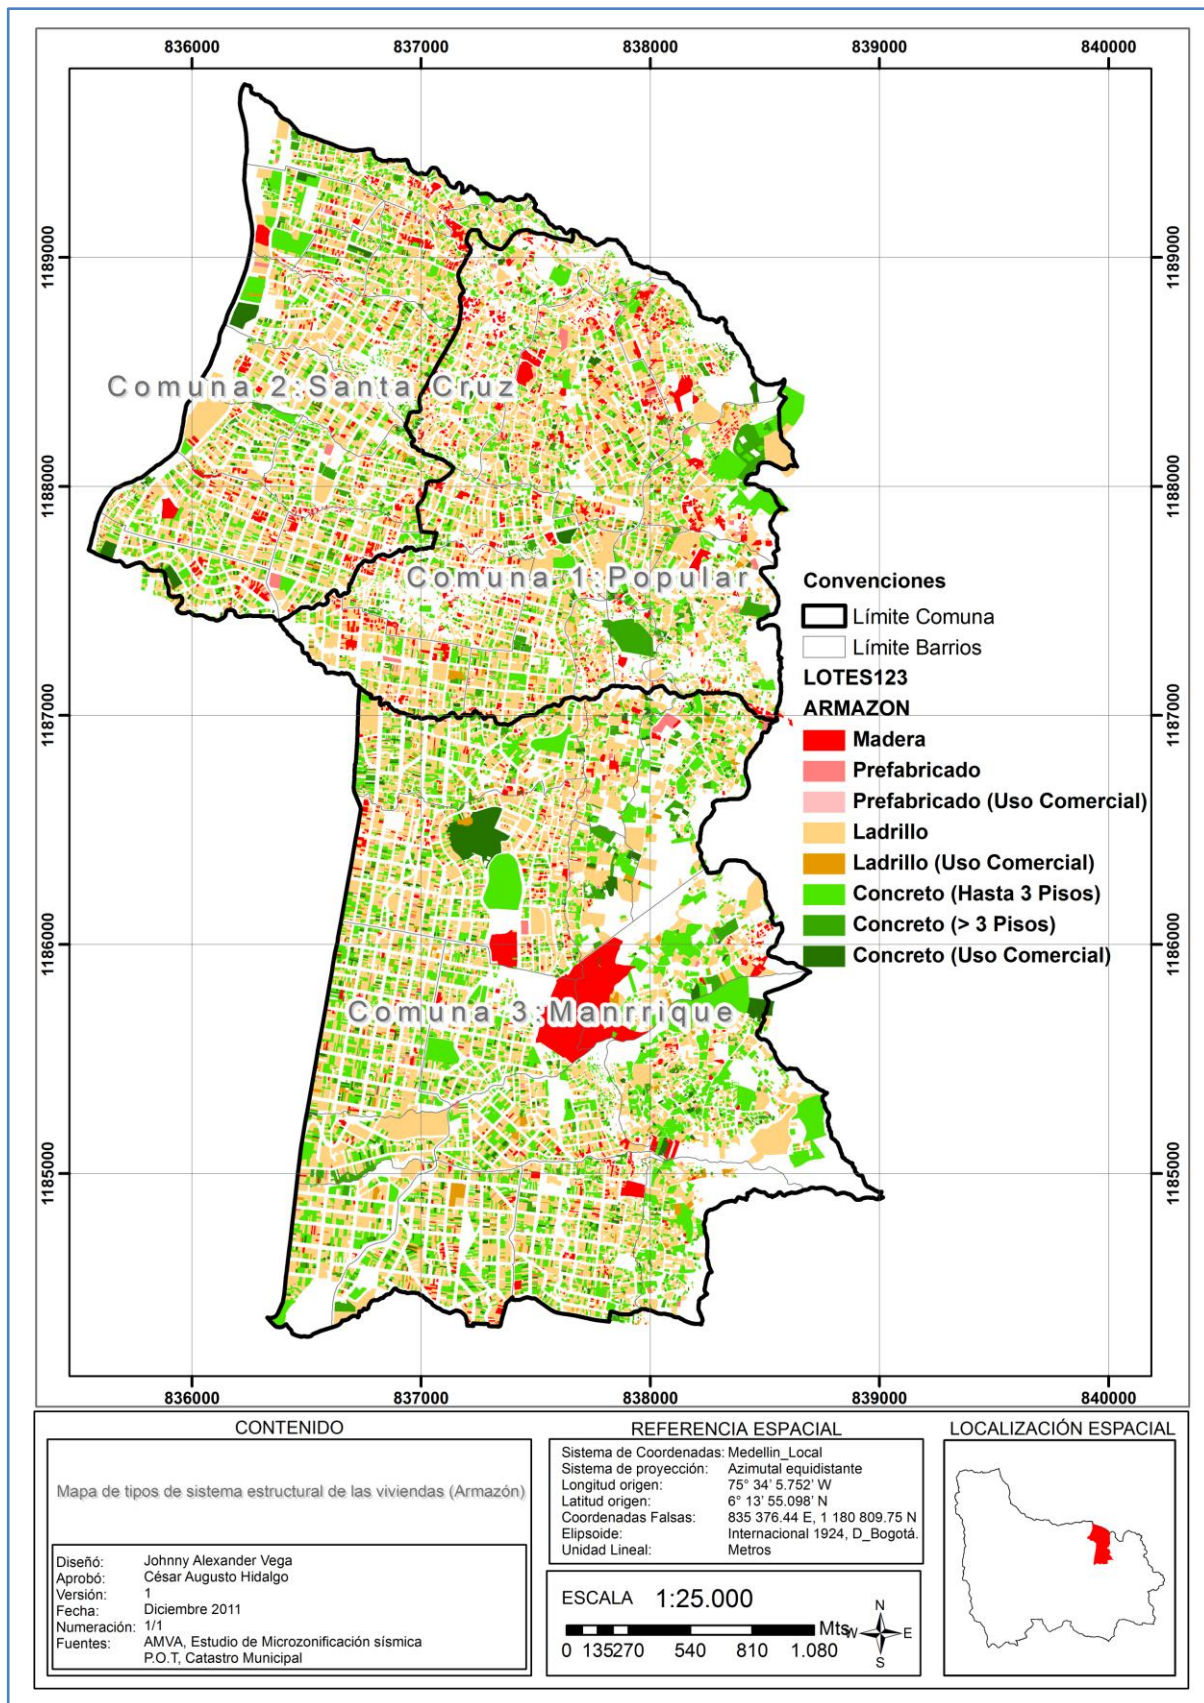 836000 837000 838000 839000 840000
1189000 1189000
Comuna 2:Santa Cruz
1188000 1188000
Comuna 1:Popular
Convenciones
Límite Comuna
Límite Barrios
LOTES123
1187000 1187000
ARMAZON
Madera
Prefabricado
Prefabricado (Uso Comercial)
Ladrillo
Ladrillo (Uso Comercial)
Concreto (Hasta 3 Pisos)
Concreto (> 3 Pisos)
Concreto (Uso Comercial)
1186000 1186000
Comuna 3:Manrrique
1185000 1185000
836000 837000 838000 839000 840000
CONTENIDO
Mapa de tipos de sistema estructural de las viviendas (Armazón)
Diseñó: Johnny Alexander Vega
Aprobó: César Augusto Hidalgo
Versión: 1
Fecha: Diciembre 2011
Numeración: 1/1
Fuentes: AMVA, Estudio de Microzonificación sísmica
P.O.T, Catastro Municipal
REFERENCIA ESPACIAL
Sistema de Coordenadas: Medellin_Local
Sistema de proyección: Azimutal equidistante
Longitud origen: 75° 34' 5.752' W
Latitud origen: 6° 13' 55.098' N
Coordenadas Falsas: 835 376.44 E, 1 180 809.75 N
Elipsoide: Internacional 1924, D_Bogotá.
Unidad Lineal: Metros
ESCALA 1:25.000
Mts
0 135 270 540 810 1.080
N
W E
S
LOCALIZACIÓN ESPACIAL